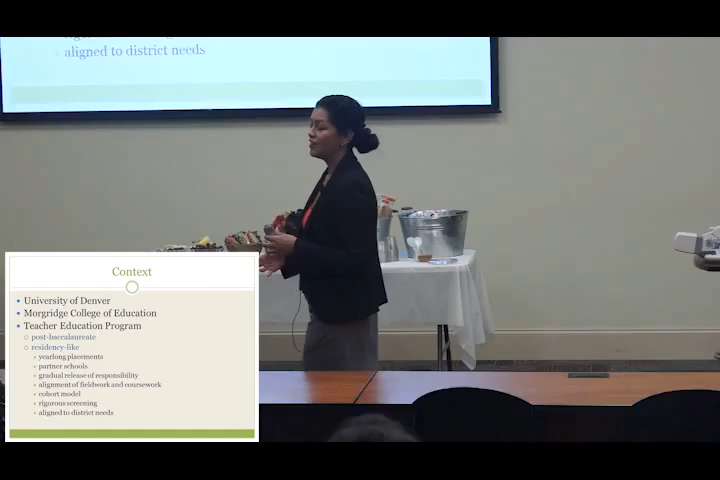 aligned to district needs
Context
University of Denver
Morgridge College of Education
Teacher Education Program
post-baccalaureate
residency-like
yearlong placements
partner schools
gradual release of responsibility
alignment of fieldwork and coursework
cohort model
rigorous screening
aligned to district needs